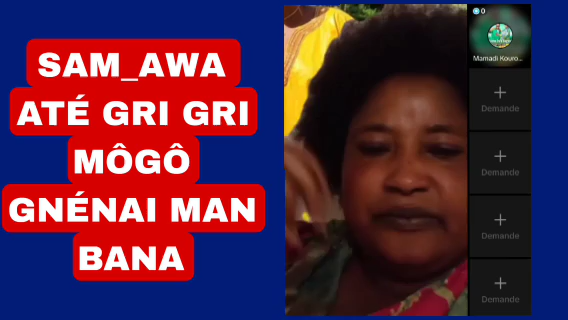 SAM_AWA
ATÉ GRI GRI
MÔGÔ
GNÉNAI MAN
BANA
0
Mamadi Kouro...
Demande
Demande
Demande
Demande